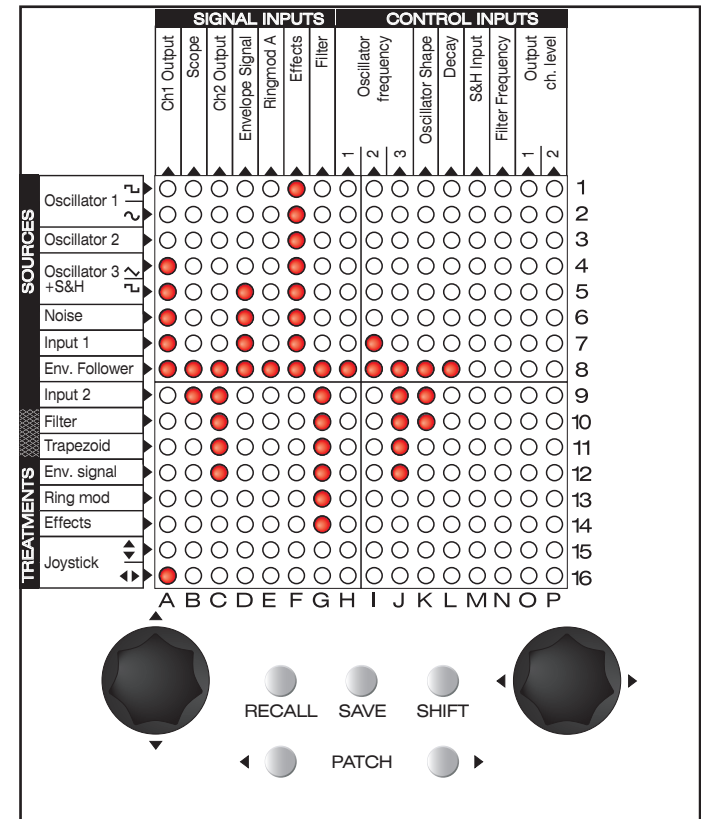 SIGNAL INPUTS CONTROL INPUTS
Ch1 Output
Scope
Ch2 Output
Envelope Signal
Ringmod A
Effects
Filter
Oscillator
frequency
1
2
3
Oscillator Shape
Decay
S&H Input
Filter Frequency
Output
ch. level
1
2
SOURCES
Oscillator 1
Oscillator 2
Oscillator 3
+S&H
Noise
Input 1
Env. Follower
Input 2
Filter
Trapezoid
TREATMENTS
Env. signal
Ring mod
Effects
Joystick
1
2
3
4
5
6
7
8
9
10
11
12
13
14
15
16
A B C D E F G H I J K L M N O P
RECALL SAVE SHIFT
PATCH